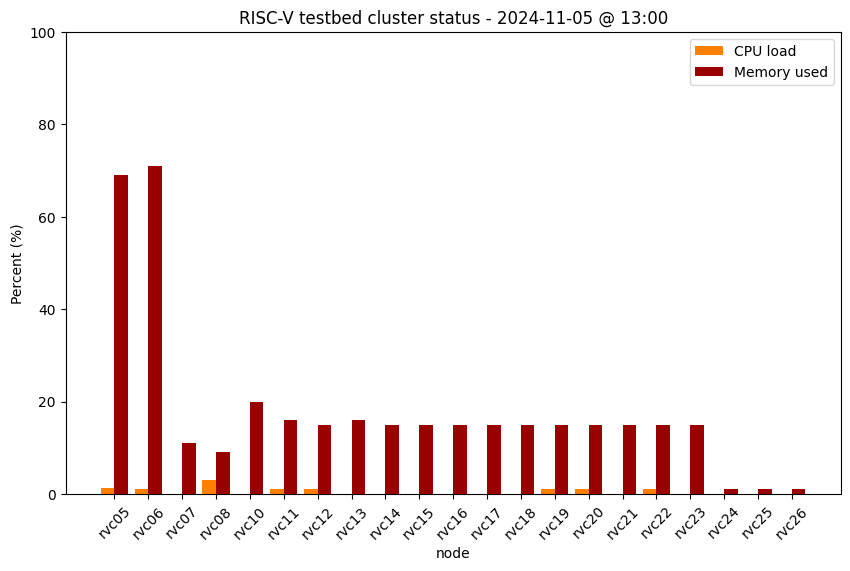 RISC-V testbed cluster status - 2024-11-05 @ 13:00
CPU load
Memory used
Percent (%)
100
80
60
40
20
0
rvc05 rvc06 rvc07 rvc08 rvc10 rvc11 rvc12 rvc13 rvc14 rvc15 rvc16 rvc17 rvc18 rvc19 rvc20 rvc21 rvc22 rvc23 rvc24 rvc25 rvc26
node